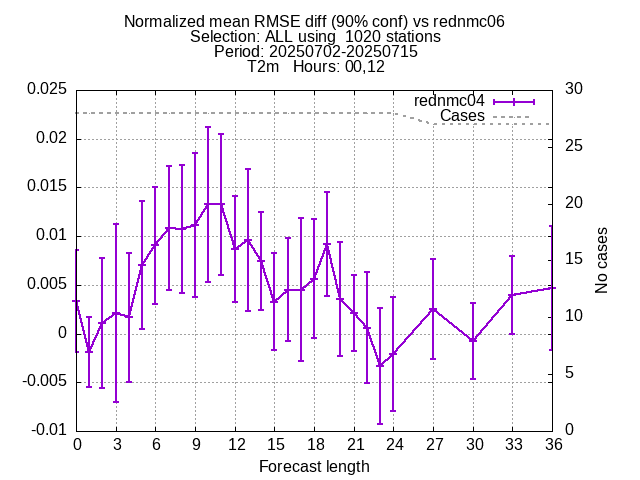 Normalized mean RMSE diff (90% conf) vs rednmc06
Selection: ALL using  1020 stations
Period: 20250702-20250715
T2m   Hours: 00,12
rednmc04
Cases
0.025
0.02
0.015
0.01
0.005
0
-0.005
-0.01
30
25
20
15
10
5
0
No cases
0 3 6 9 12 15 18 21 24 27 30 33 36
Forecast length